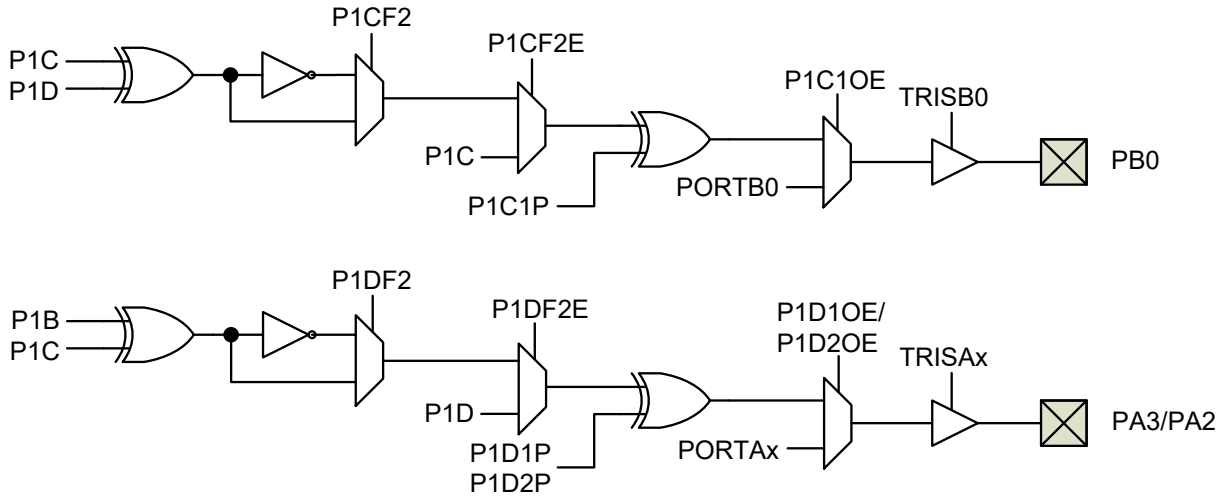 P1CF2
P1CF2E
P1C
P1D
P1C1OE
TRISB0
P1C
PB0
PORTB0
P1C1P
P1DF2
P1DF2E
P1B
P1C
P1D1OE/
P1D2OE
TRISAx
P1D
PA3/PA2
PORTAx
P1D1P
P1D2P